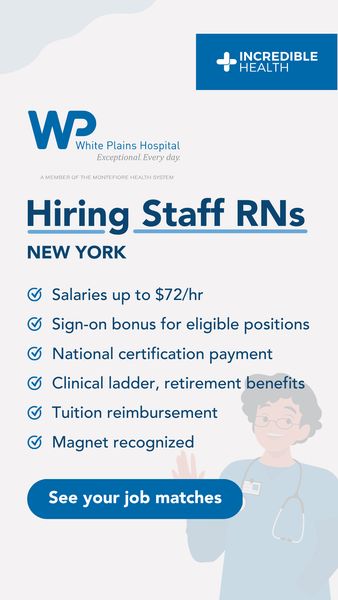 INCREDIBLE
HEALTH
WP
White Plains Hospital
Exceptional. Every day.
A MEMBER OF THE MONTEFIORE HEALTH SYSTEM
Hiring Staff RNs
NEW YORK
Salaries up to $72/hr
Sign-on bonus for eligible positions
National certification payment
Clinical ladder, retirement benefits
Tuition reimbursement
Magnet recognized
See your job matches